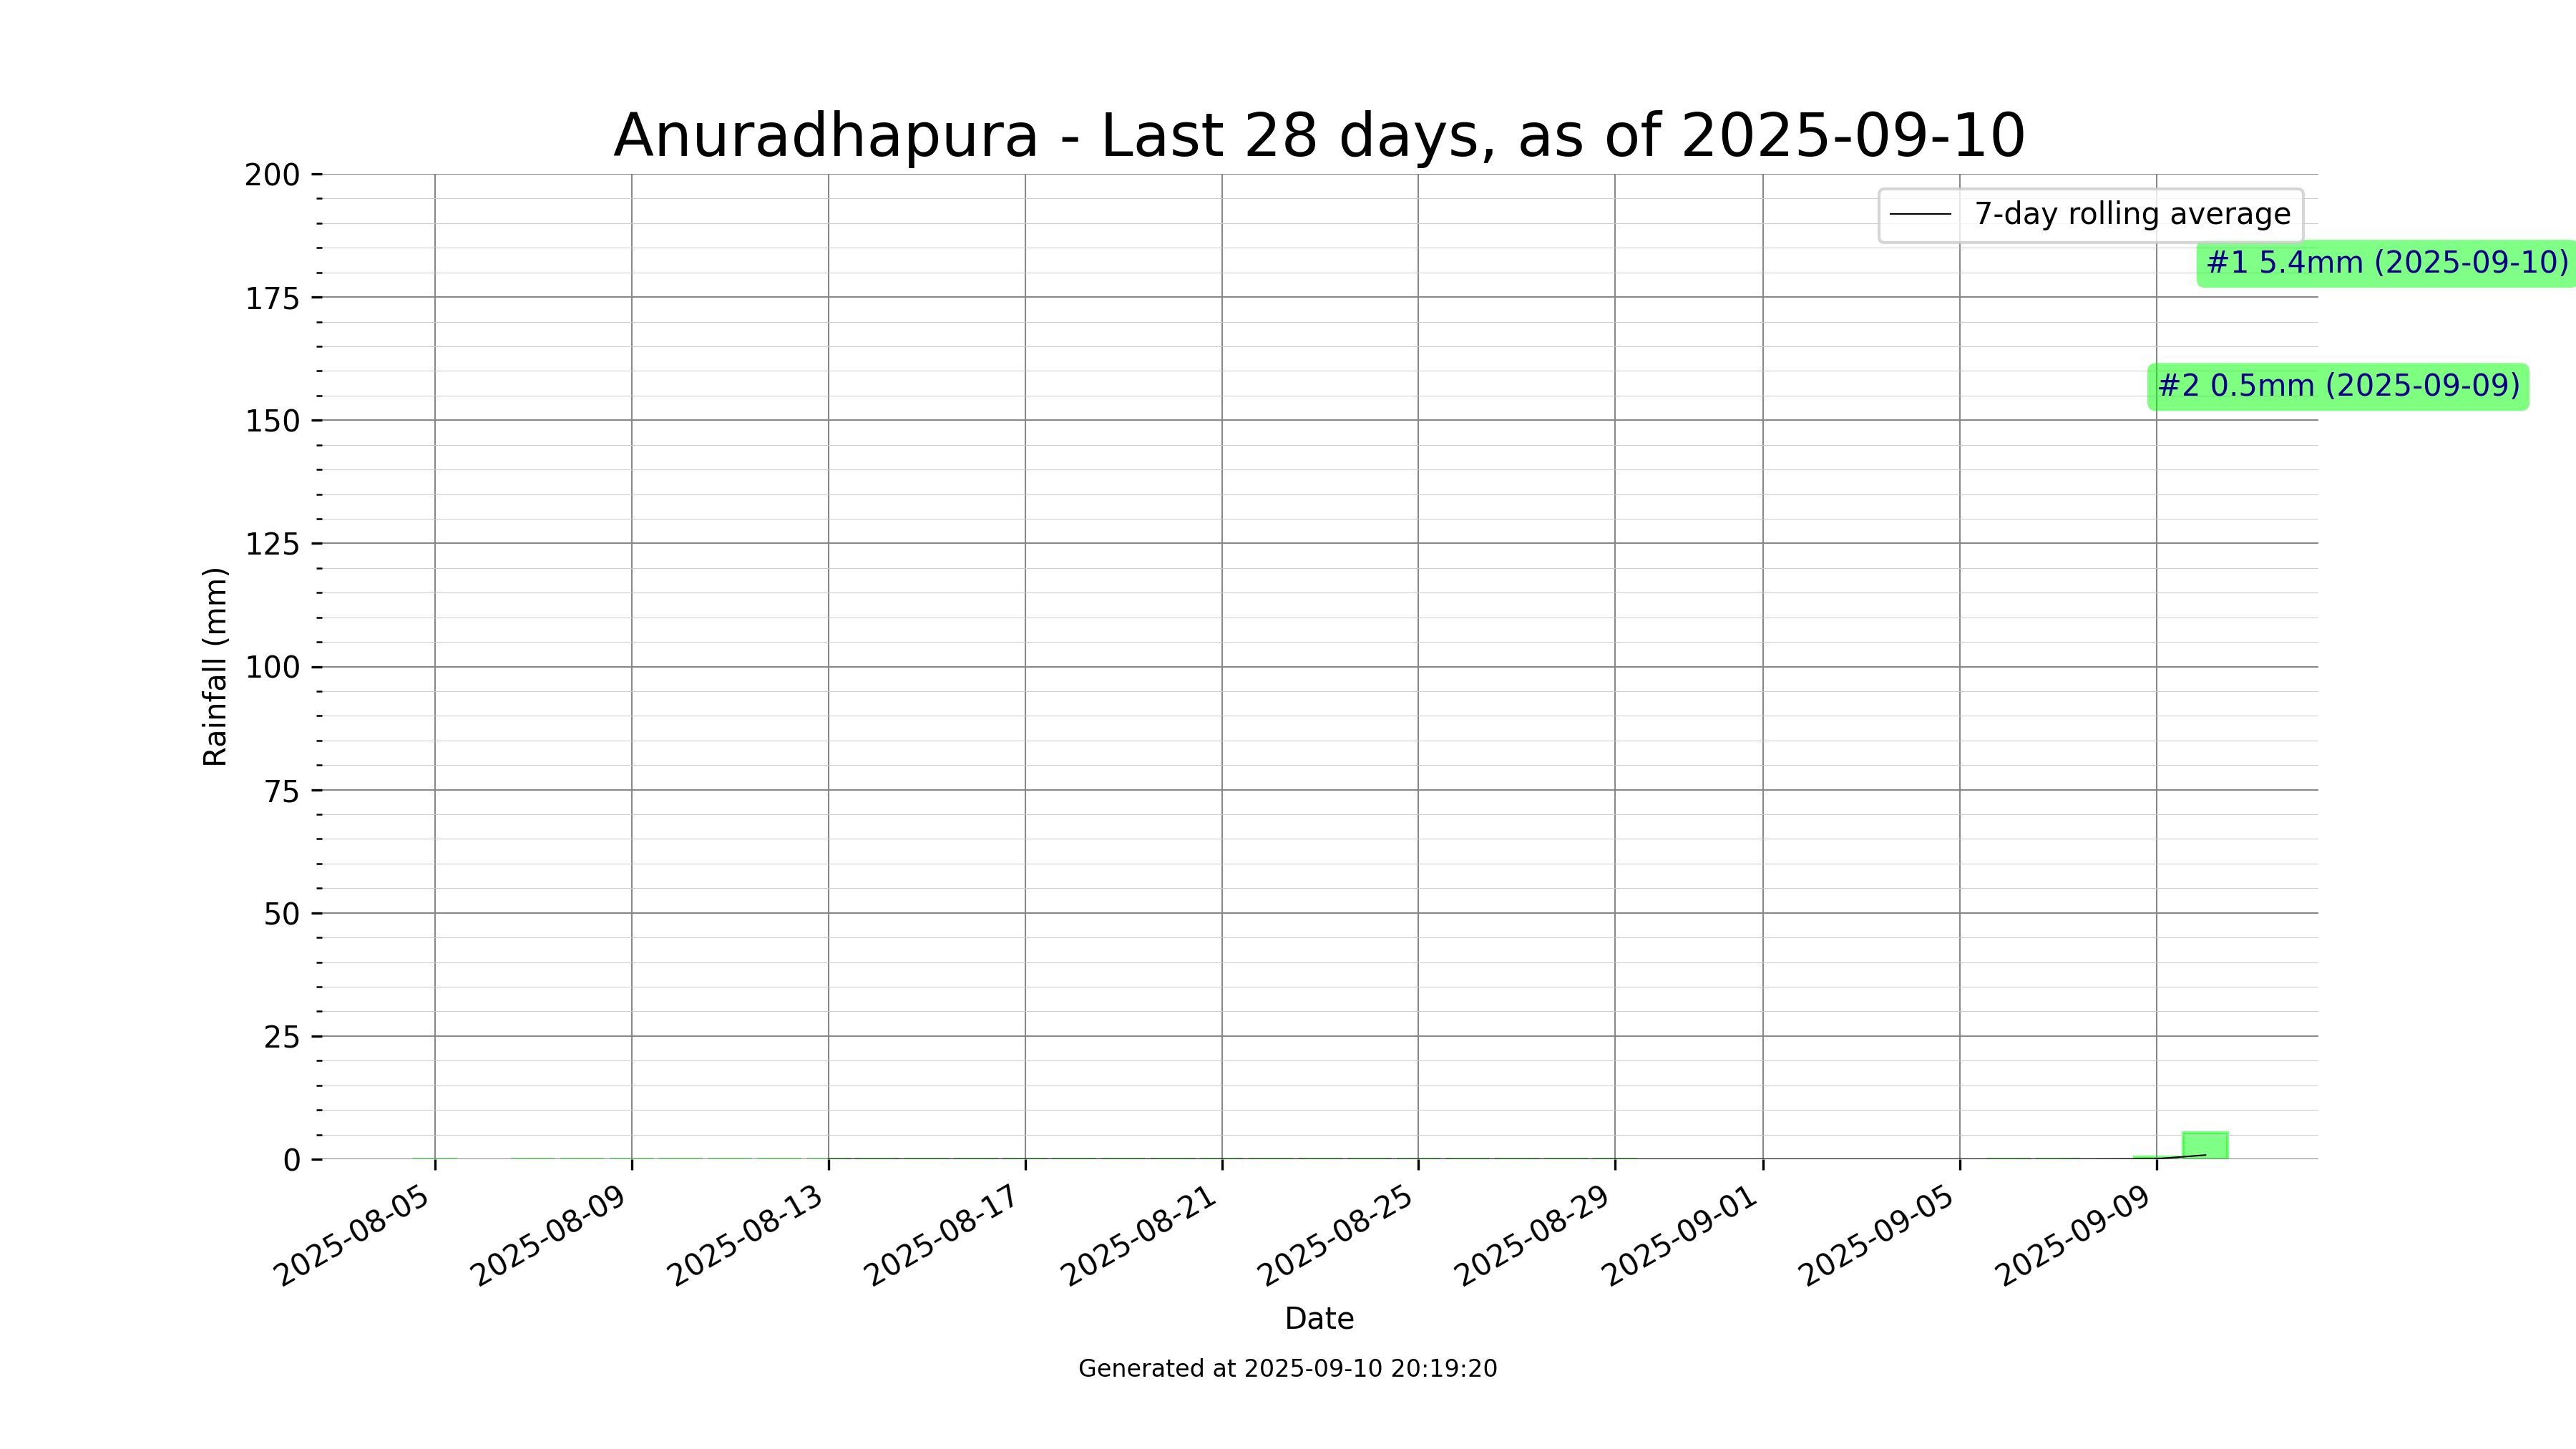 Anuradhapura - Last 28 days, as of 2025-09-10
200
175
150
125
100
75
50
25
0
Rainfall (mm)
7-day rolling average
#1 5.4mm (2025-09-10)
#2 0.5mm (2025-09-09)
2025-08-05
2025-08-09
2025-08-13
2025-08-17
2025-08-21
2025-08-25
2025-08-29
2025-09-01
2025-09-05
2025-09-09
Date
Generated at 2025-09-10 20:19:20